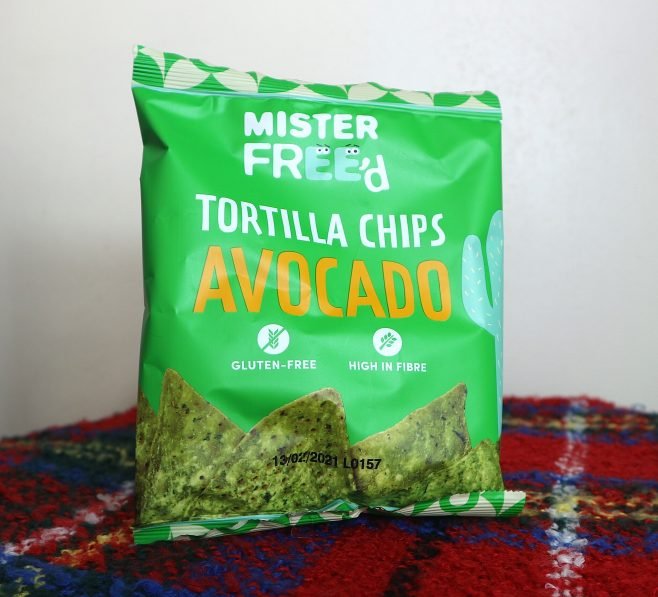 MISTER
FREE'd
TORTILLA CHIPS
AVOCADO
GLUTEN-FREE
HIGH IN FIBRE
13/02/2021 L0157